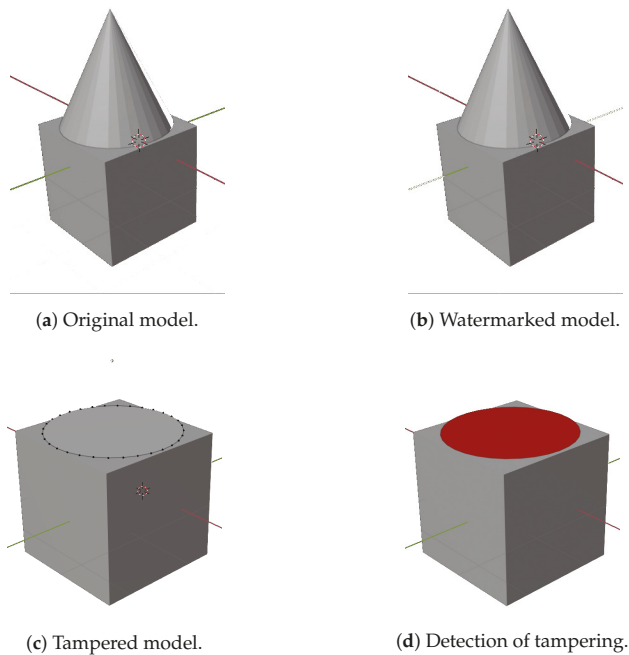 (a) Original model.
(b) Watermarked model.
(c) Tampered model.
(d) Detection of tampering.